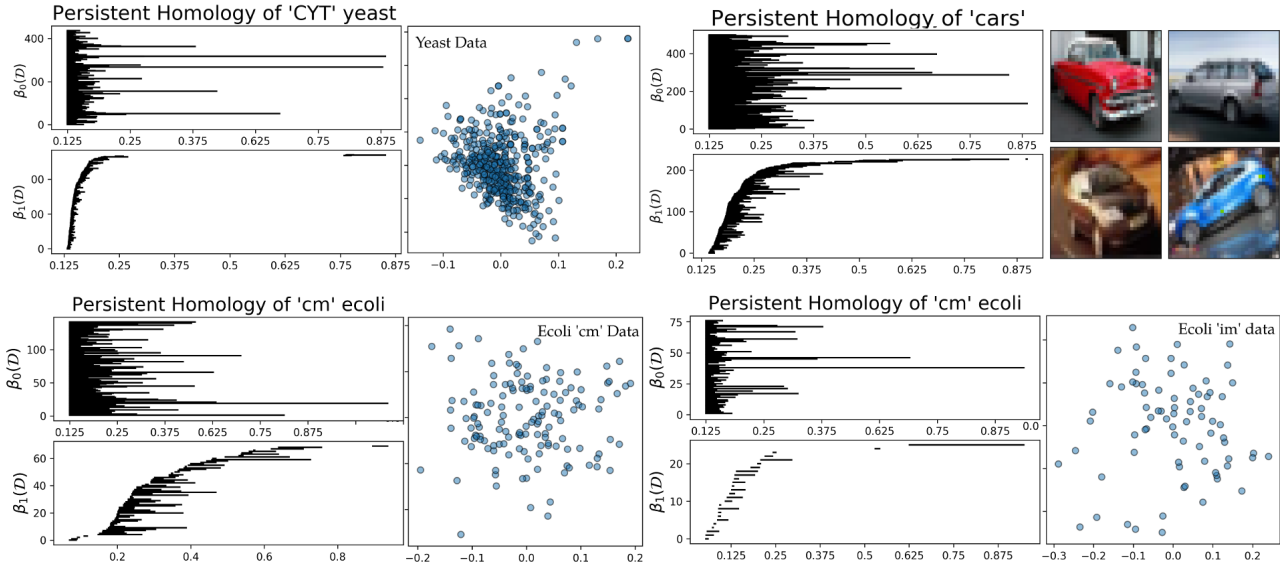 Persistent Homology of 'CYT' yeast
β₀(𝒟)
400
00
100
0
0.125 0.25 0.375 0.5 0.625 0.75 0.875
β₁(𝒟)
00
00
0
0.125 0.25 0.375 0.5 0.625 0.75 0.875
Yeast Data
−0.1 0.0 0.1 0.2
Persistent Homology of 'cars'
β₀(𝒟)
400
200
0
0.125 0.25 0.375 0.5 0.625 0.75 0.875
β₁(𝒟)
200
100
0
0.125 0.25 0.375 0.5 0.625 0.75 0.875
Persistent Homology of 'cm' ecoli
β₀(𝒟)
100
50
0
0.125 0.25 0.375 0.5 0.625 0.75 0.875
β₁(𝒟)
60
40
20
0
0.2 0.4 0.6 0.8
Ecoli 'cm' Data
−0.2 −0.1 0.0 0.1 0.2
Persistent Homology of 'cm' ecoli
β₀(𝒟)
75
50
25
0
0.125 0.25 0.375 0.5 0.625 0.75 0.875 0.0
β₁(𝒟)
20
10
0
0.125 0.25 0.375 0.5 0.625 0.75 0.875
Ecoli 'im' data
−0.3 −0.2 −0.1 0.0 0.1 0.2